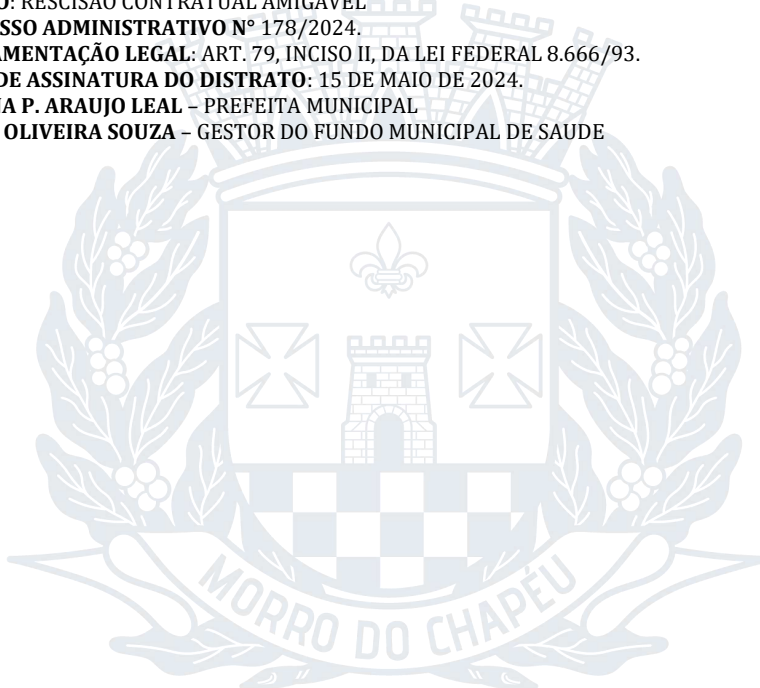 O: RESCISÃO CONTRATUAL AMIGÁVEL
SSO ADMINISTRATIVO N° 178/2024.
AMENTAÇÃO LEGAL: ART. 79, INCISO II, DA LEI FEDERAL 8.666/93.
DE ASSINATURA DO DISTRATO: 15 DE MAIO DE 2024.
A P. ARAUJO LEAL – PREFEITA MUNICIPAL
OLIVEIRA SOUZA – GESTOR DO FUNDO MUNICIPAL DE SAUDE
MORRO DO CHAPÉU